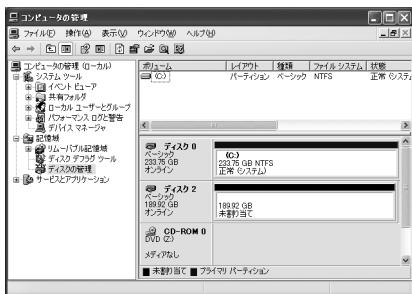 コンピュータの管理
ファイル(F) 操作(A) 表示(V) ウィンドウ(W) ヘルプ(H)
コンピュータの管理 (ローカル)
システム ツール
イベント ビューア
共有フォルダ
ローカル ユーザーとグループ
パフォーマンス ログと警告
デバイス マネージャ
記憶域
リムーバブル記憶域
ディスク デフラグ ツール
ディスクの管理
サービスとアプリケーション
ボリューム レイアウト 種類 ファイル システム 状態
(C:) パーティション ベーシック NTFS 正常 (システム)
ディスク 0
ベーシック
233.75 GB
オンライン
(C:)
233.75 GB NTFS
正常 (システム)
ディスク 2
ベーシック
189.92 GB
オンライン
189.92 GB
未割り当て
CD-ROM 0
DVD (Z:)
メディアなし
未割り当て プライマリ パーティション